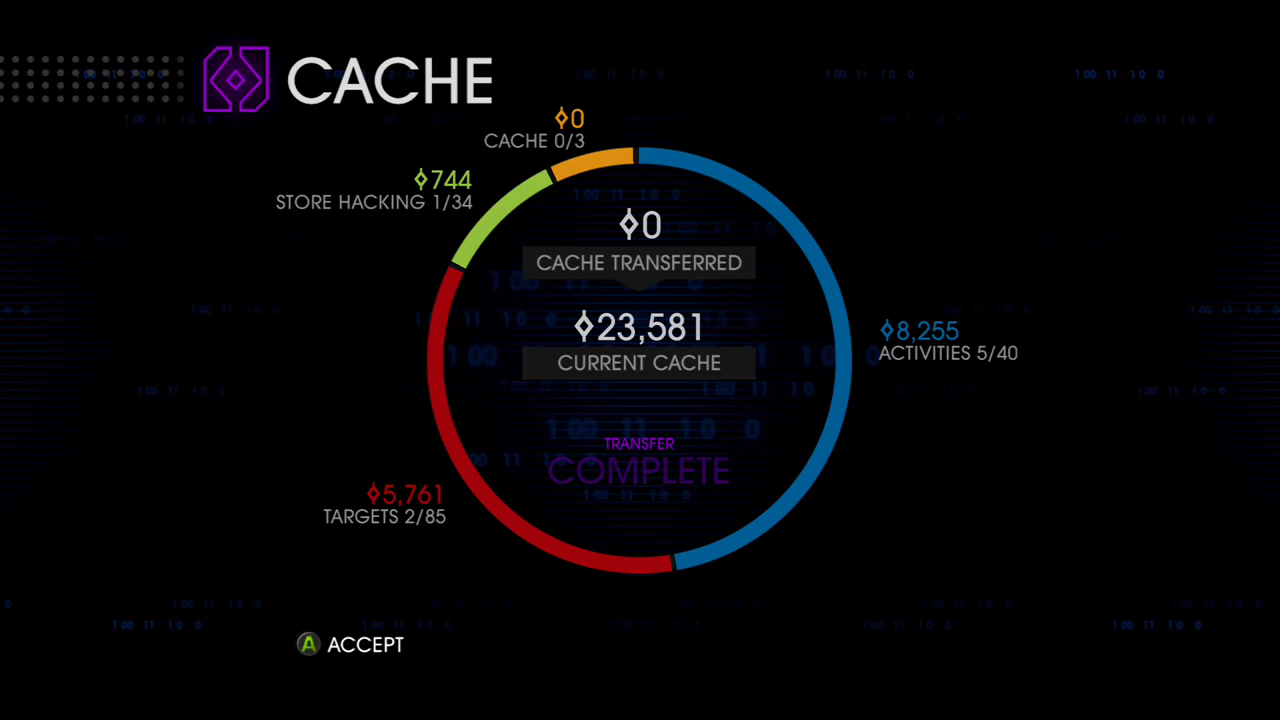 CACHE
0
CACHE 0/3
744
STORE HACKING 1/34
0
CACHE TRANSFERRED
23,581
CURRENT CACHE
8,255
ACTIVITIES 5/40
TRANSFER
COMPLETE
5,761
TARGETS 2/85
A ACCEPT